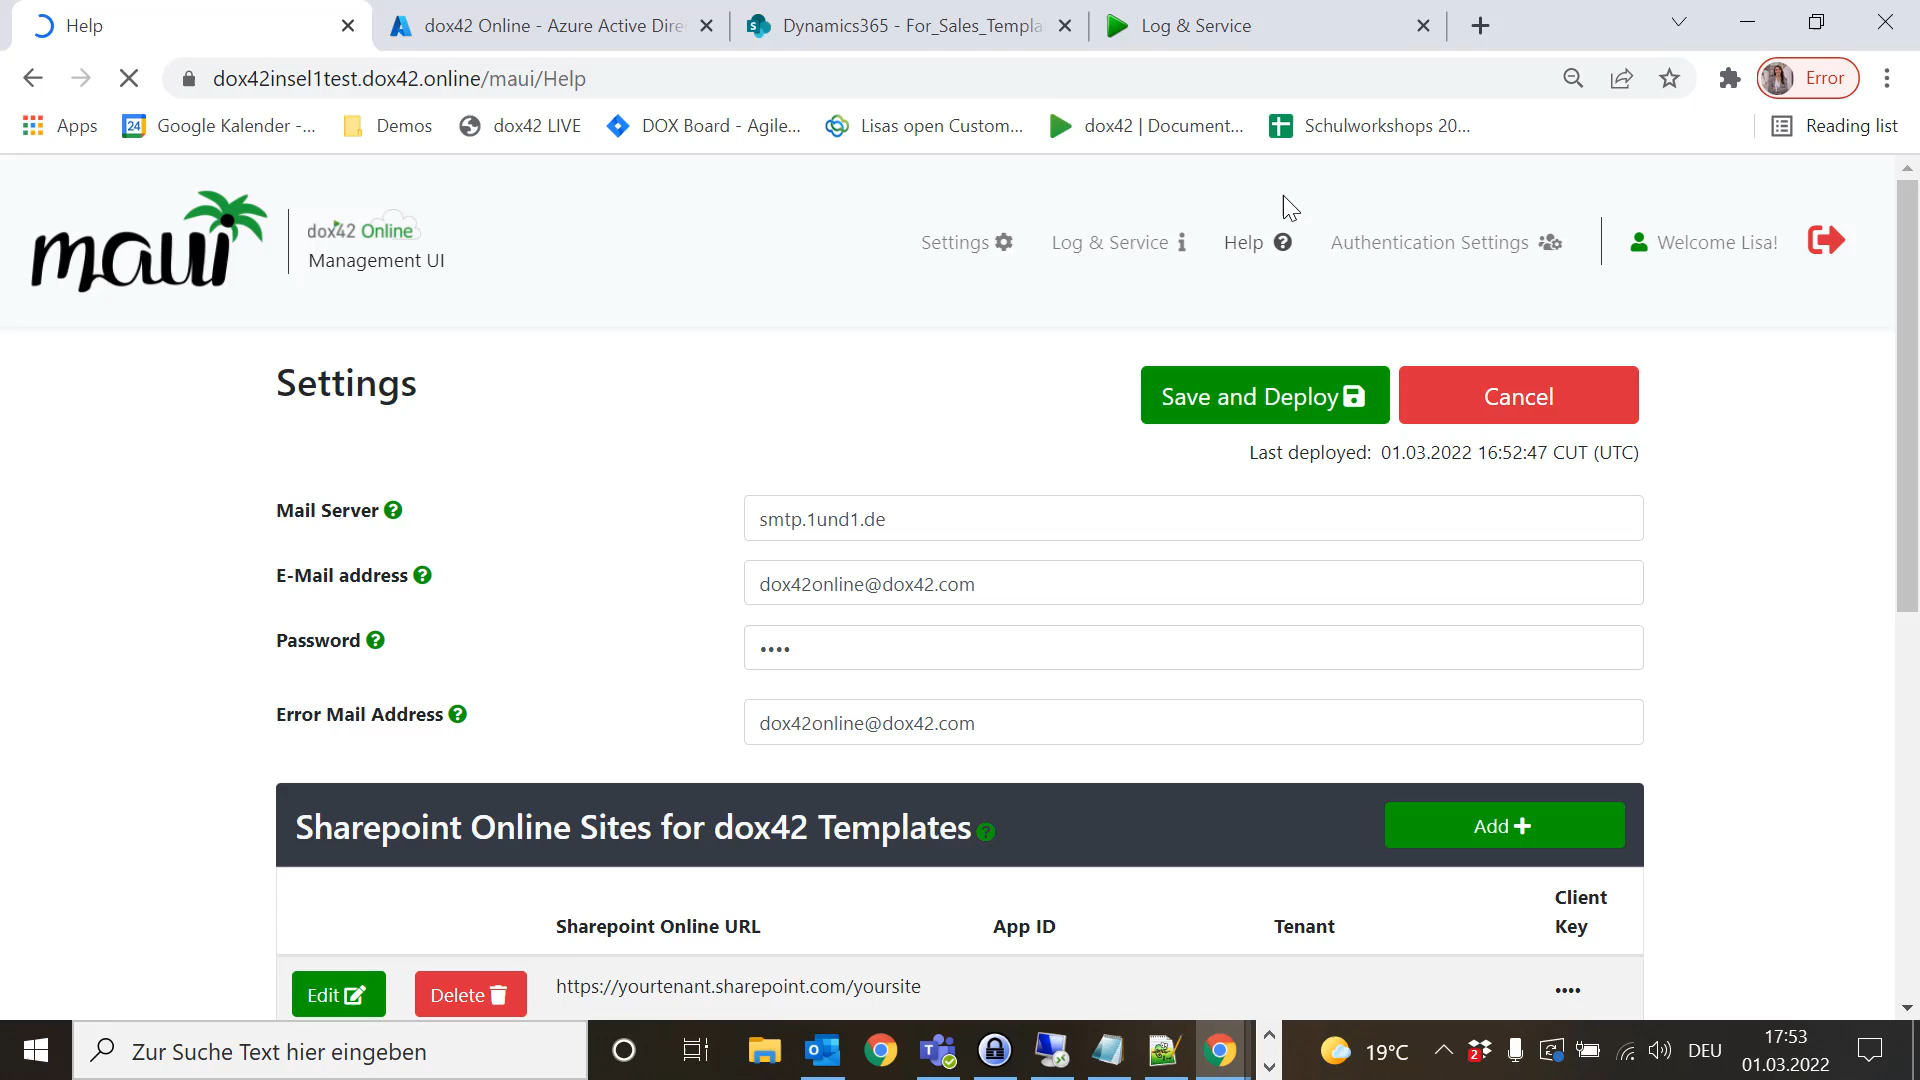 Help
dox42 Online - Azure Active Dire
Dynamics365 - For_Sales_Templa
Log & Service
dox42insel1test.dox42.online/maui/Help
Error
Apps
24
Google Kalender -...
Demos
dox42 LIVE
DOX Board - Agile...
Lisas open Custom...
dox42 | Document...
Schulworkshops 20...
Reading list
maui
dox42 Online
Management UI
Settings
Log & Service
Help
Authentication Settings
Welcome Lisa!
Settings
Save and Deploy
Cancel
Last deployed: 01.03.2022 16:52:47 CUT (UTC)
Mail Server
smtp.1und1.de
E-Mail address
dox42online@dox42.com
Password
••••
Error Mail Address
dox42online@dox42.com
Sharepoint Online Sites for dox42 Templates
Add
Sharepoint Online URL
App ID
Tenant
Client
Key
Edit
Delete
https://yourtenant.sharepoint.com/yoursite
••••
Zur Suche Text hier eingeben
19°C
2
DEU
17:53
01.03.2022